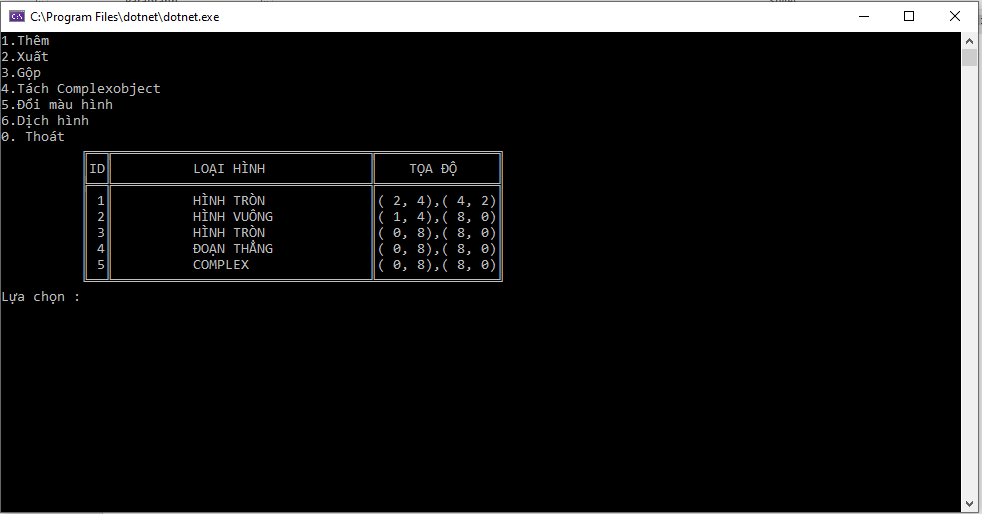 C:\Program Files\dotnet\dotnet.exe
1.Thêm
2.Xuất
3.Gộp
4.Tách Complexobject
5.Đổi màu hình
6.Dịch hình
0. Thoát
ID LOẠI HÌNH TỌA ĐỘ
1 HÌNH TRÒN ( 2, 4),( 4, 2)
2 HÌNH VUÔNG ( 1, 4),( 8, 0)
3 HÌNH TRÒN ( 0, 8),( 8, 0)
4 ĐOẠN THẲNG ( 0, 8),( 8, 0)
5 COMPLEX ( 0, 8),( 8, 0)
Lựa chọn :